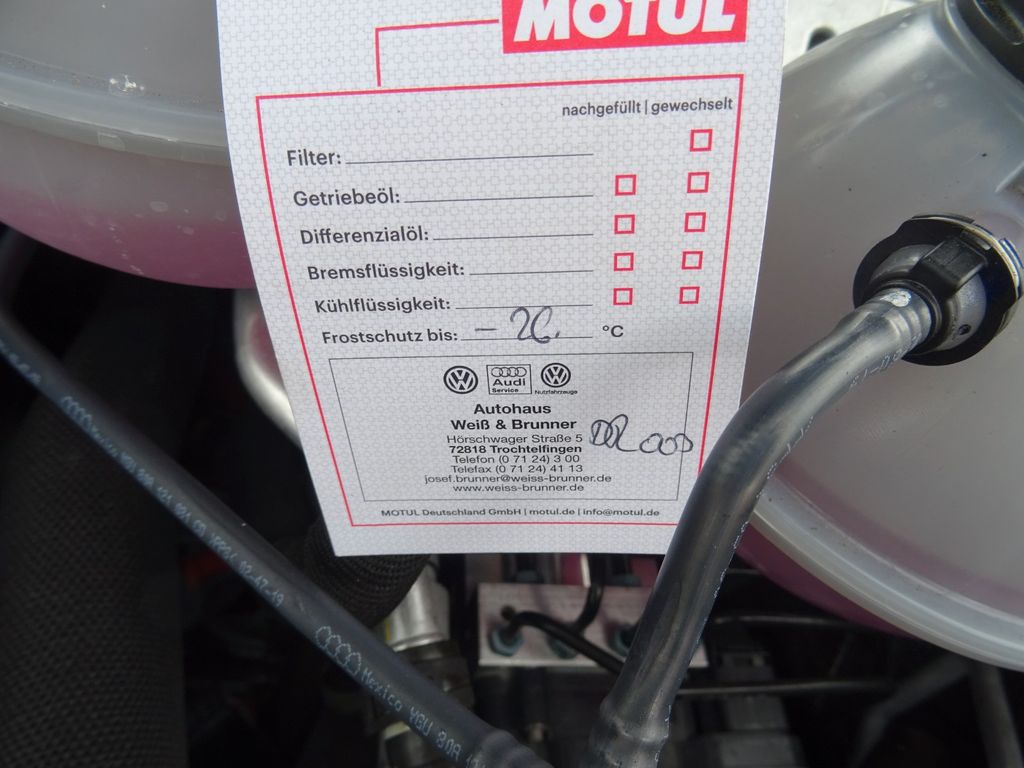 MOTUL
nachgefüllt | gewechselt
Filter:
Getriebeöl:
Differenzialöl:
Bremsflüssigkeit:
Kühlflüssigkeit:
Frostschutz bis: – 26. °C
Audi
Service
Nutzfahrzeuge
Autohaus
Weiß & Brunner
Hörschwager Straße 5
72818 Trochtelfingen
Telefon (0 71 24) 3 00
Telefax (0 71 24) 41 13
josef.brunner@weiss-brunner.de
www.weiss-brunner.de
MOTUL Deutschland GmbH | motul.de | info@motul.de
Mexico